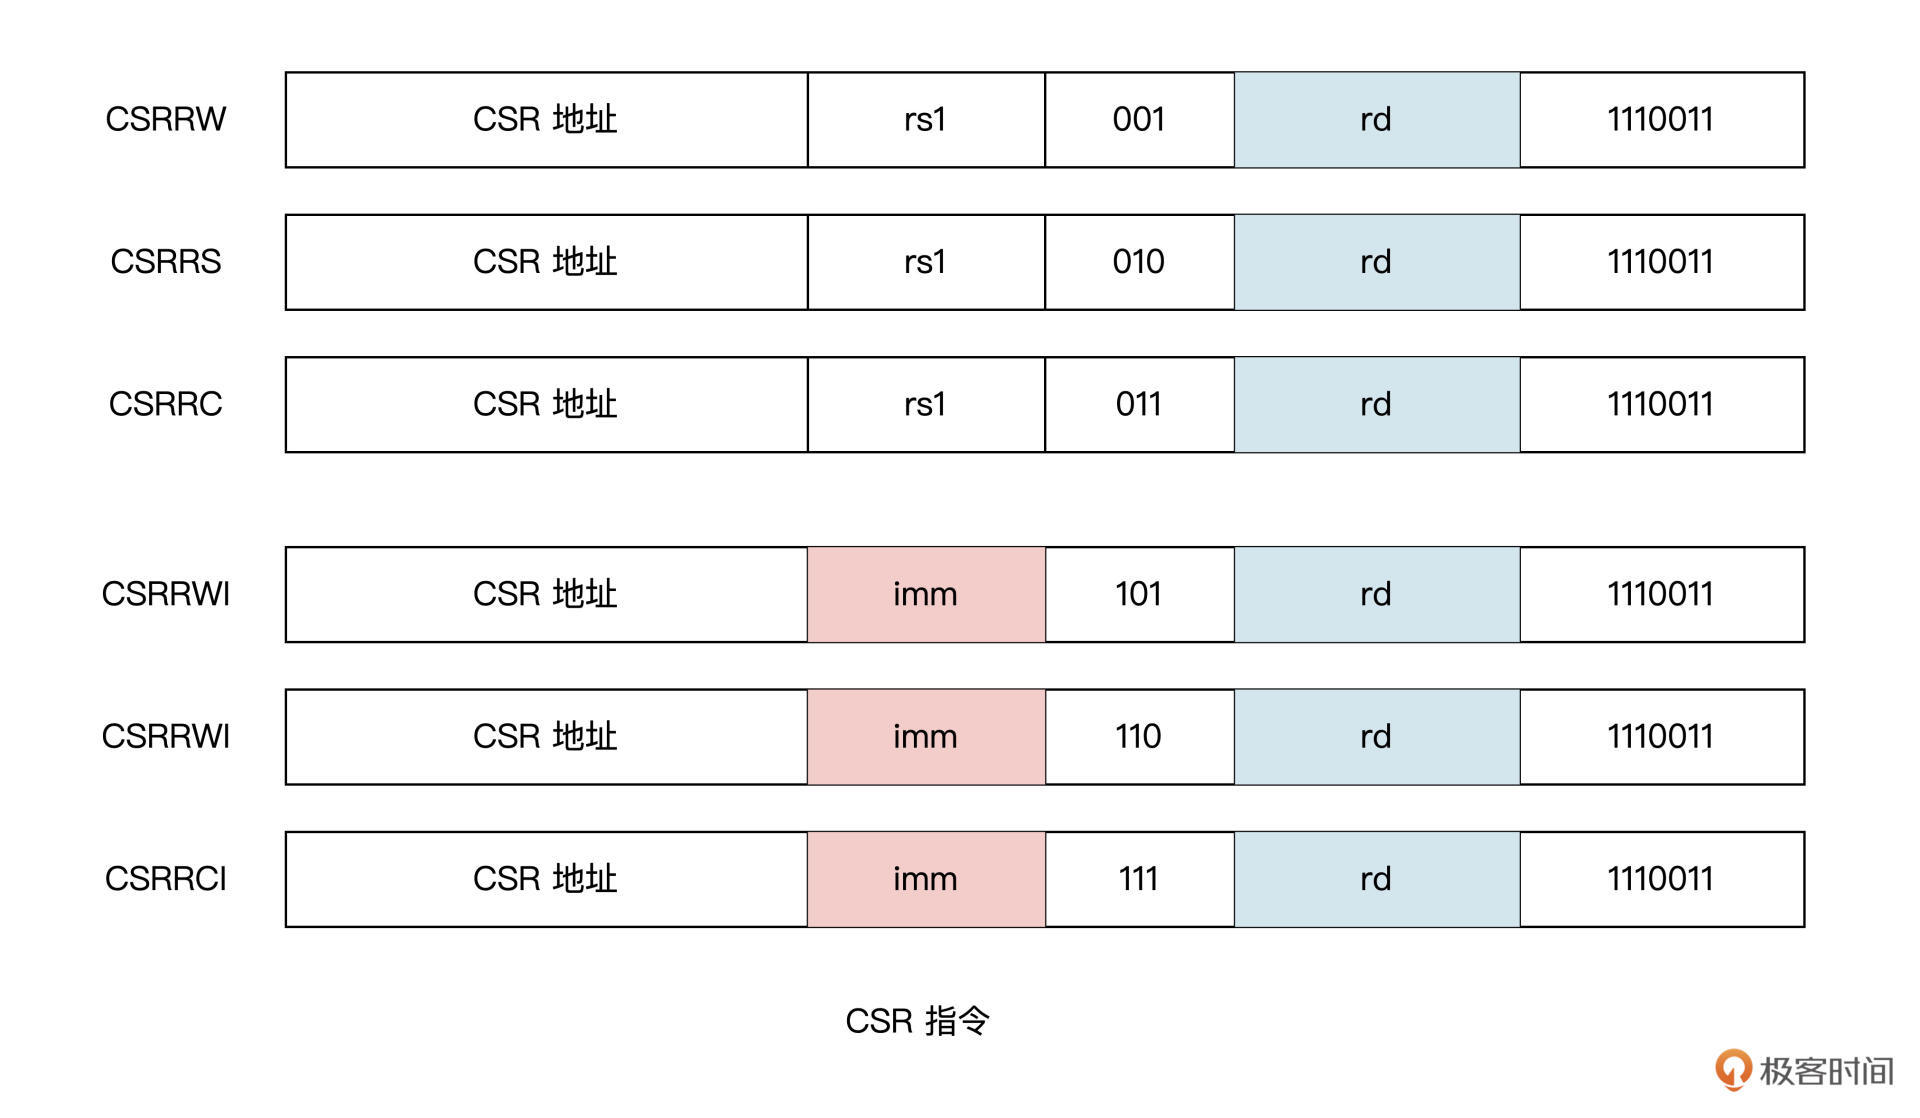 CSRRW CSR 地址 rs1 001 rd 1110011
CSRRS CSR 地址 rs1 010 rd 1110011
CSRRC CSR 地址 rs1 011 rd 1110011
CSRRWI CSR 地址 imm 101 rd 1110011
CSRRWI CSR 地址 imm 110 rd 1110011
CSRRCI CSR 地址 imm 111 rd 1110011
CSR 指令
极客时间